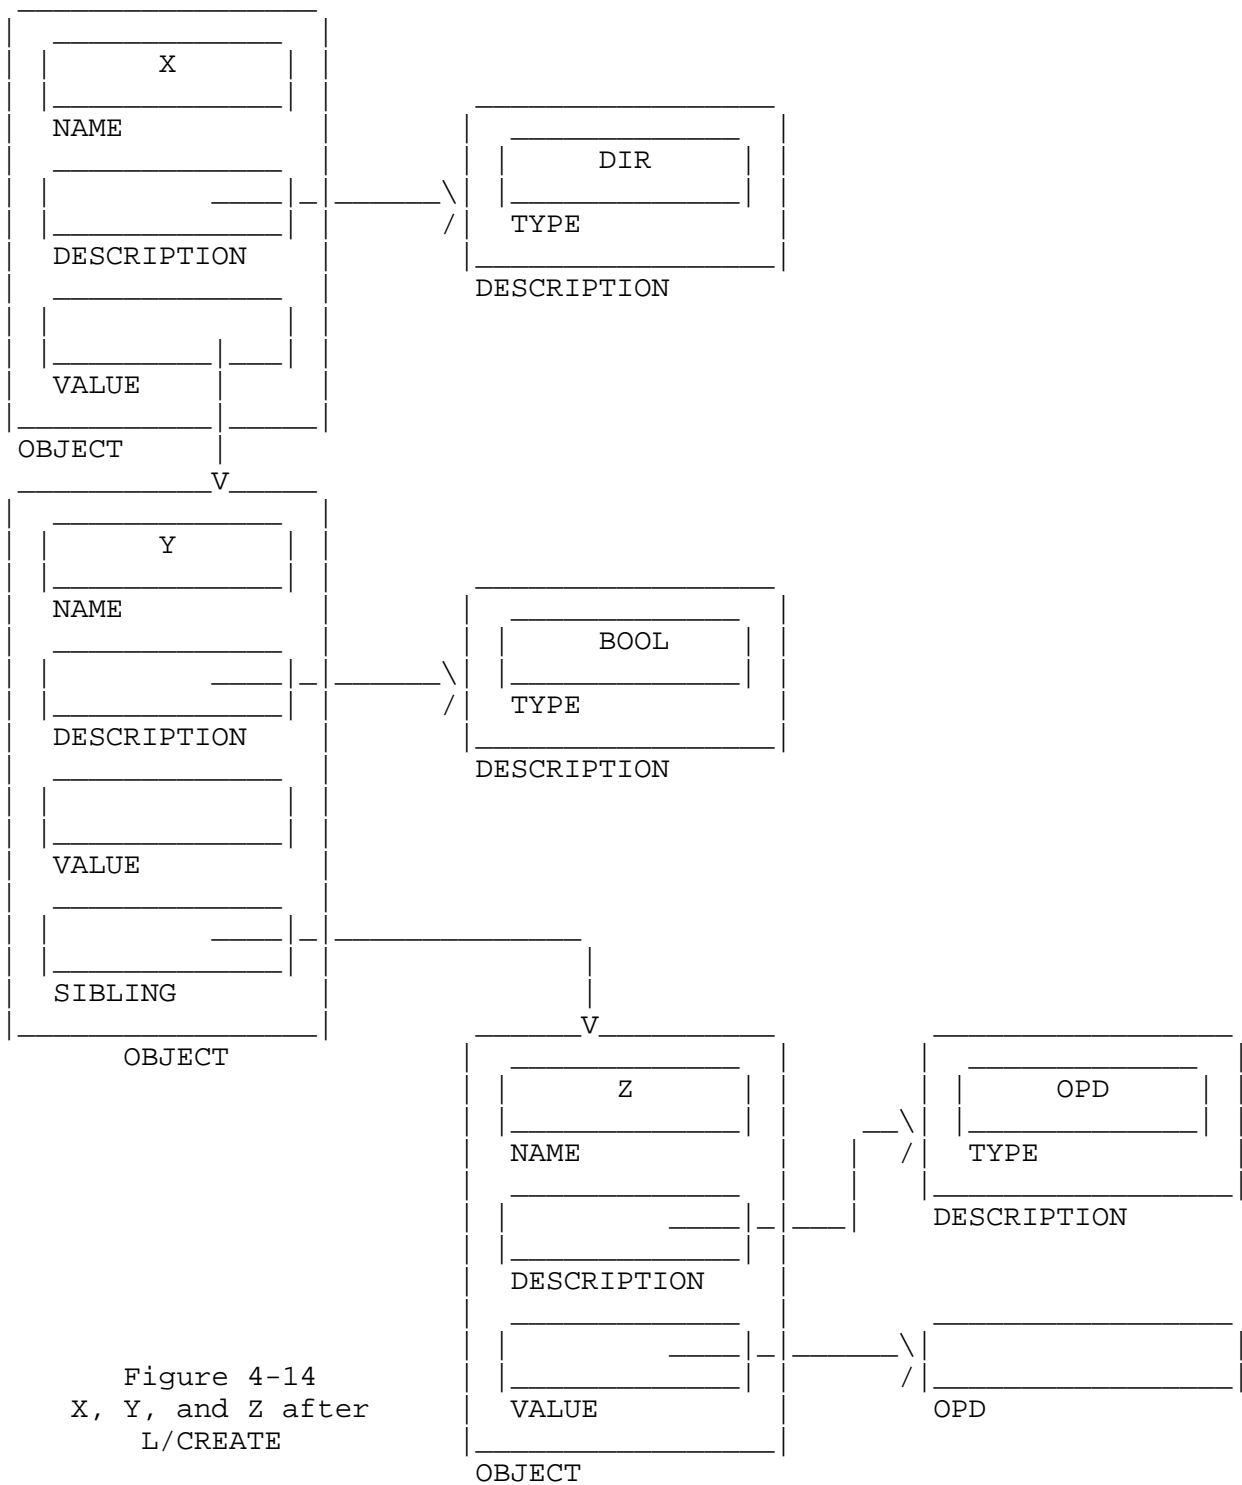 X
NAME
DIR
TYPE
DESCRIPTION
DESCRIPTION
VALUE
OBJECT
V
Y
NAME
BOOL
TYPE
DESCRIPTION
DESCRIPTION
VALUE
SIBLING
V
OBJECT
Z
OPD
NAME
TYPE
DESCRIPTION
DESCRIPTION
Figure 4-14
X, Y, and Z after
VALUE
OPD
L/CREATE
OBJECT